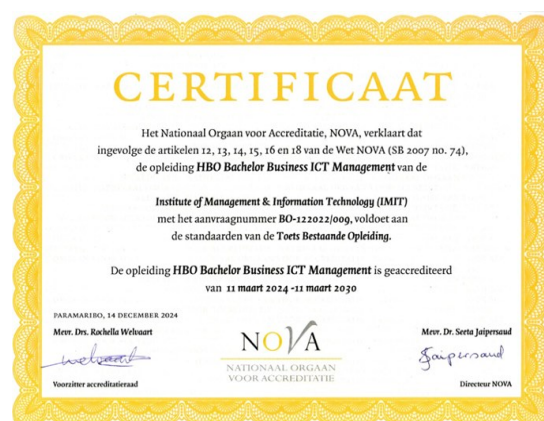 CERTIFICAAT
Het Nationaal Orgaan voor Accreditatie, NOVA, verklaart dat
ingevolge de artikelen 12, 13, 14, 15, 16 en 18 van de Wet NOVA (SB 2007 no. 74),
de opleiding HBO Bachelor Business ICT Management van de
Institute of Management & Information Technology (IMIT)
met het aanvraagnummer BO-122022/009, voldoet aan
de standaarden van de Toets Bestaande Opleiding.
De opleiding HBO Bachelor Business ICT Management is geaccrediteerd
van 11 maart 2024 -11 maart 2030
PARAMARIBO, 14 DECEMBER 2024
Mevr. Drs. Rochella Welvaart
Welvaart
Voorzitter accreditatieraad
NOVA
NATIONAAL ORGAAN
VOOR ACCREDITATIE
Mevr. Dr. Seeta Jaipersaud
Jaipersaud
Directeur NOVA